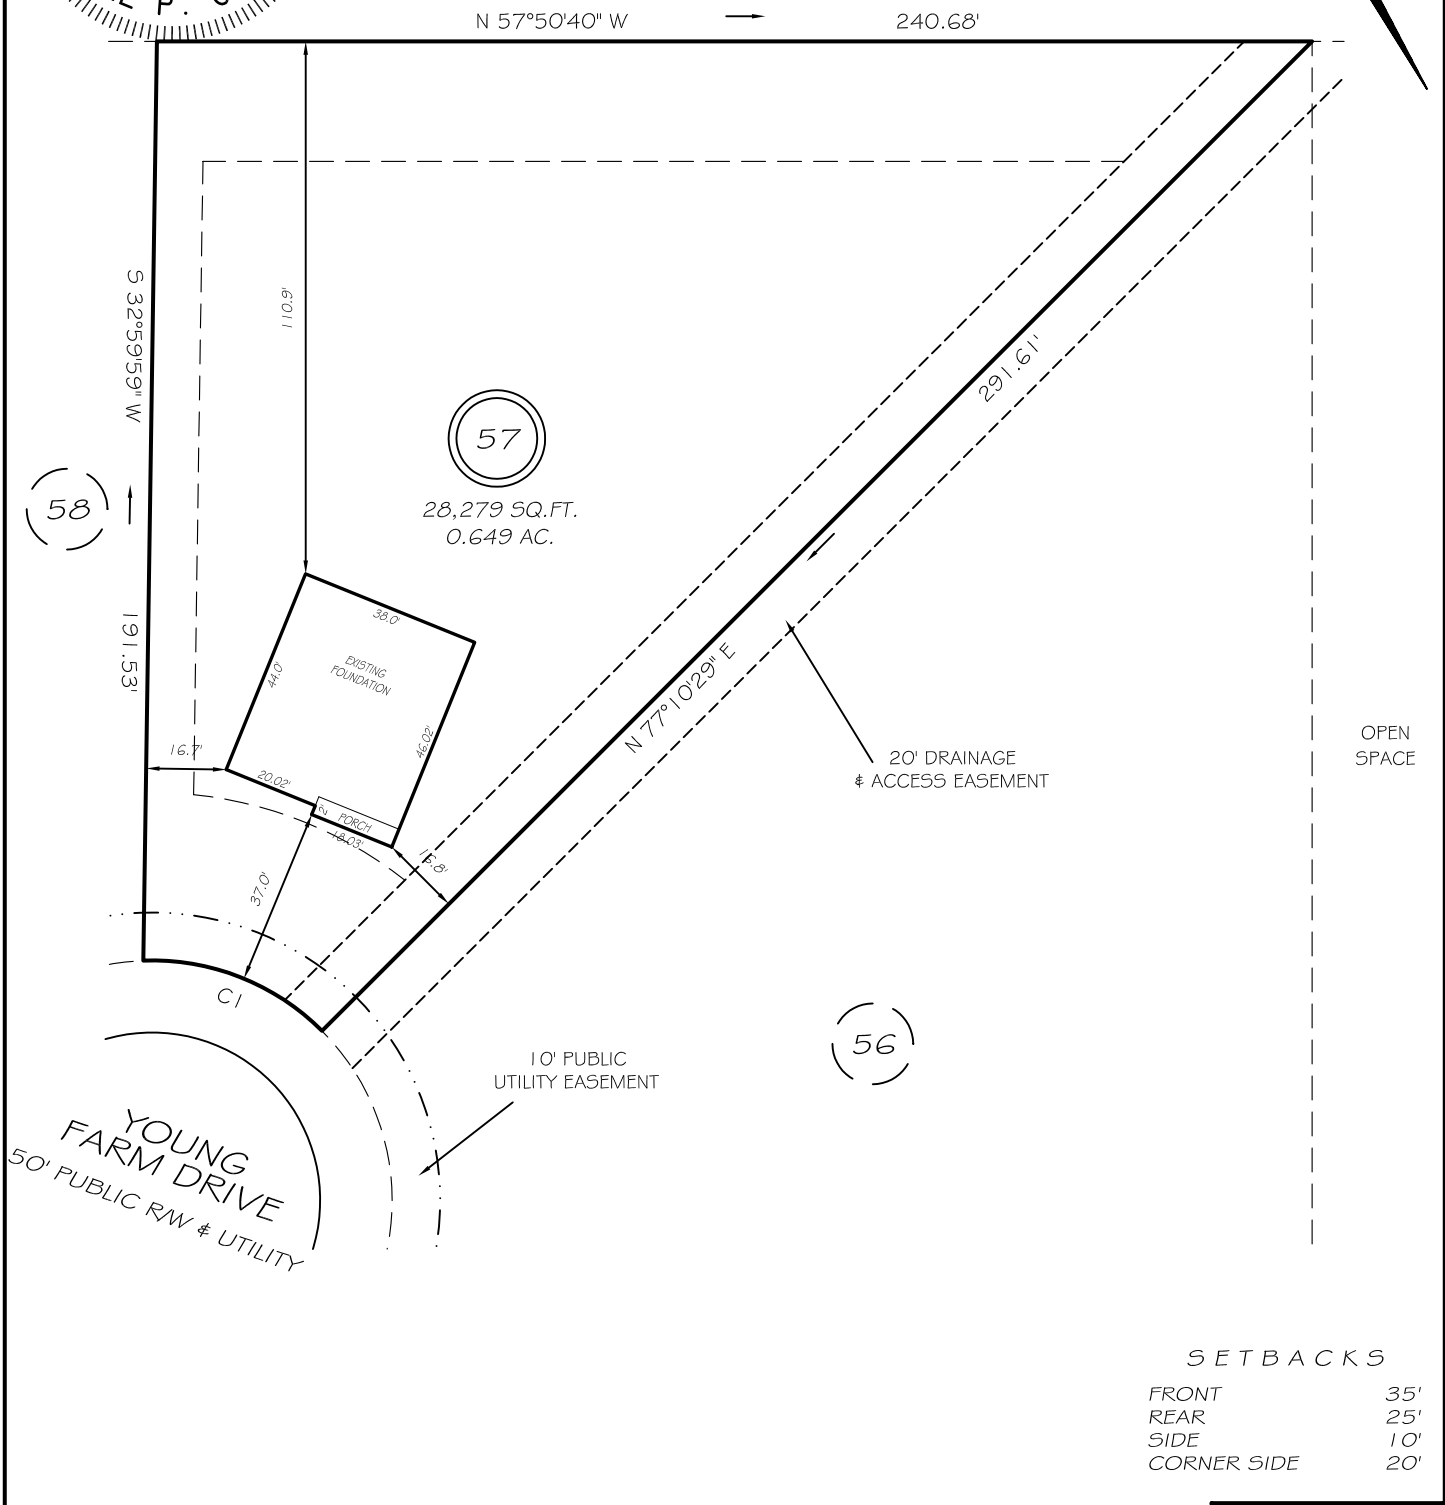 N 57°50'40" W
240.68'
S 32°59'59" W
110.9'
291.61'
57
28,279 SQ.FT.
0.649 AC.
58
191.53'
38.0'
EXISTING
FOUNDATION
44.0'
46.02'
N 77°10'29" E
16.7'
20.02'
2'
PORCH
18.03'
37.0'
C1
20' DRAINAGE
& ACCESS EASEMENT
OPEN
SPACE
56
10' PUBLIC
UTILITY EASEMENT
YOUNG
FARM DRIVE
50' PUBLIC R/W & UTILITY
SETBACKS
FRONT 35'
REAR 25'
SIDE 10'
CORNER SIDE 20'